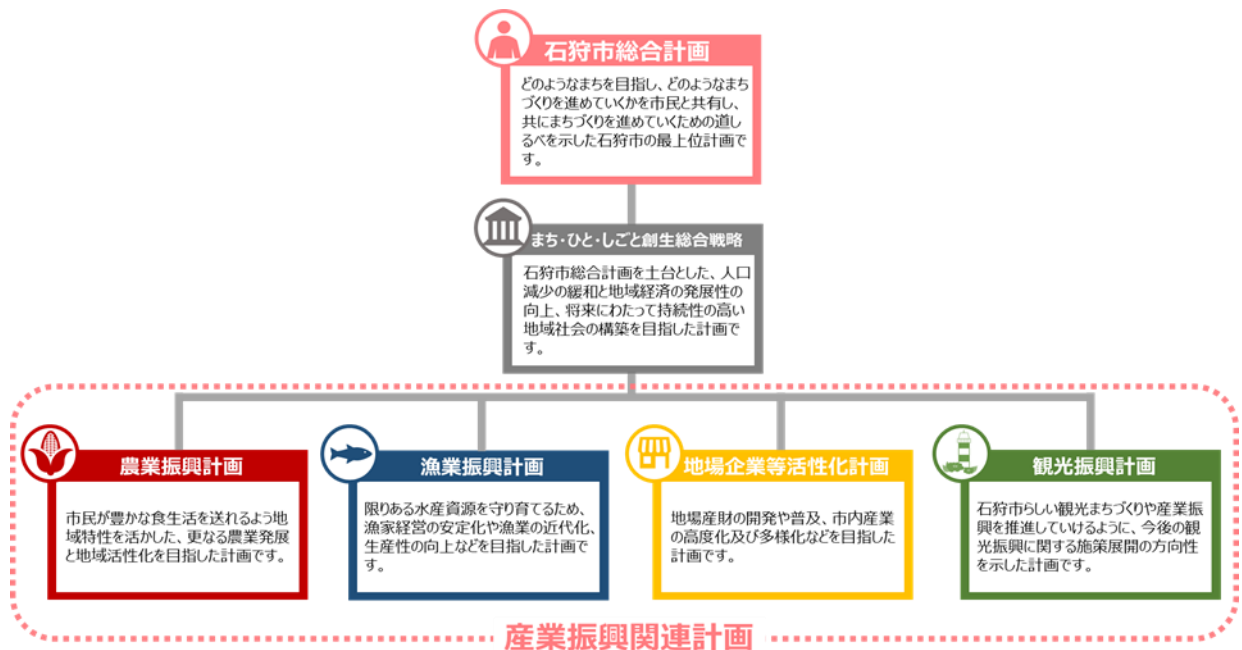 石狩市総合計画
どのようなまちを目指し、どのようなまち
づくりを進めていくかを市民と共有し、
共にまちづくりを進めていくための道し
るべを示した石狩市の最上位計画で
す。
まち・ひと・しごと創生総合戦略
石狩市総合計画を土台とした、人口
減少の緩和と地域経済の発展性の
向上、将来にわたって持続性の高い
地域社会の構築を目指した計画で
す。
農業振興計画
市民が豊かな食生活を送れるよう地
域特性を活かした、更なる農業発展
と地域活性化を目指した計画です。
漁業振興計画
限りある水産資源を守り育てるため、
漁家経営の安定化や漁業の近代化、
生産性の向上などを目指した計画で
す。
地場企業等活性化計画
地場産財の開発や普及、市内産業
の高度化及び多様化などを目指した
計画です。
観光振興計画
石狩市らしい観光まちづくりや産業振
興を推進していけるように、今後の観
光振興に関する施策展開の方向性
を示した計画です。
産業振興関連計画